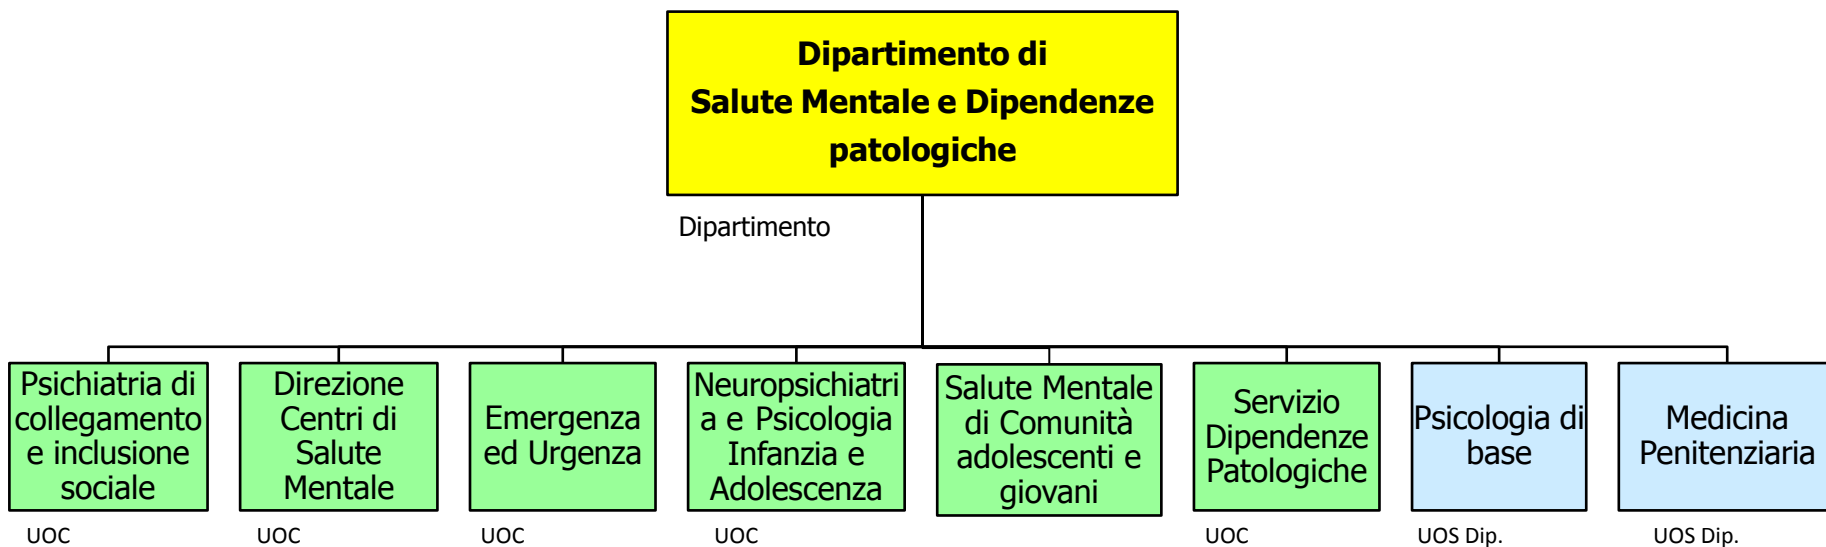 Dipartimento di
Salute Mentale e Dipendenze
patologiche
Dipartimento
Psichiatria di
collegamento
e inclusione
sociale
UOC
Direzione
Centri di
Salute
Mentale
UOC
Emergenza
ed Urgenza
UOC
Neuropsichiatri
a e Psicologia
Infanzia e
Adolescenza
UOC
Salute Mentale
di Comunità
adolescenti e
giovani
Servizio
Dipendenze
Patologiche
UOC
Psicologia di
base
UOS Dip.
Medicina
Penitenziaria
UOS Dip.